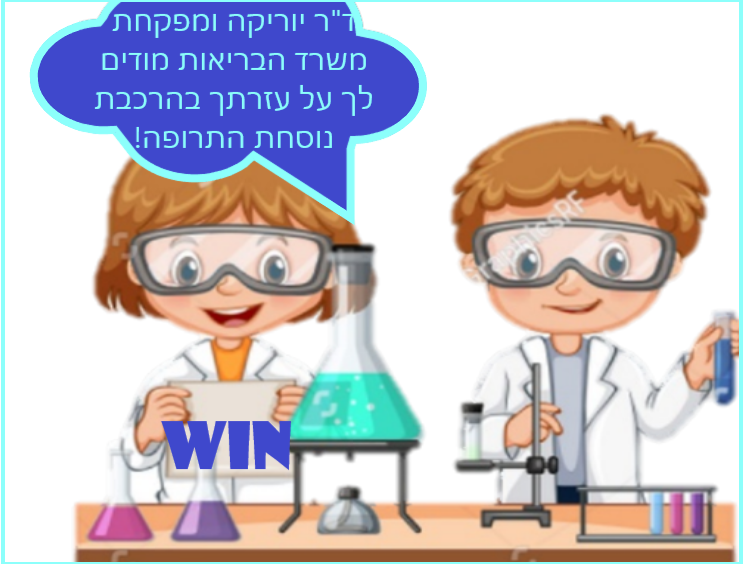 ד"ר יוריקה ומפקחת
משרד הבריאות מודים
לך על עזרתך בהרכבת
נוסחת התרופה!
WIN